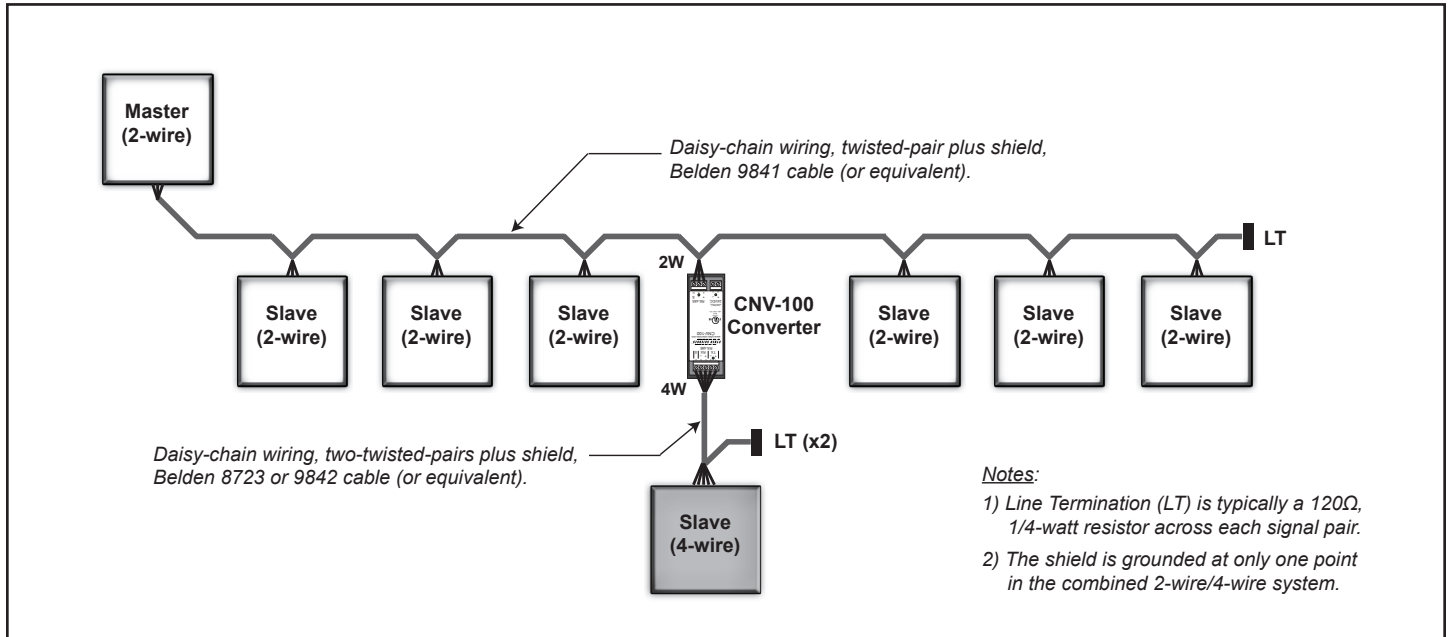 Master
(2-wire)
Daisy-chain wiring, twisted-pair plus shield,
Belden 9841 cable (or equivalent).
LT
2W
Slave
(2-wire)
Slave
(2-wire)
Slave
(2-wire)
CNV-100
Converter
Slave
(2-wire)
Slave
(2-wire)
Slave
(2-wire)
4W
Daisy-chain wiring, two-twisted-pairs plus shield,
Belden 8723 or 9842 cable (or equivalent).
LT (x2)
Slave
(4-wire)
Notes:
1) Line Termination (LT) is typically a 120Ω,
1/4-watt resistor across each signal pair.
2) The shield is grounded at only one point
in the combined 2-wire/4-wire system.